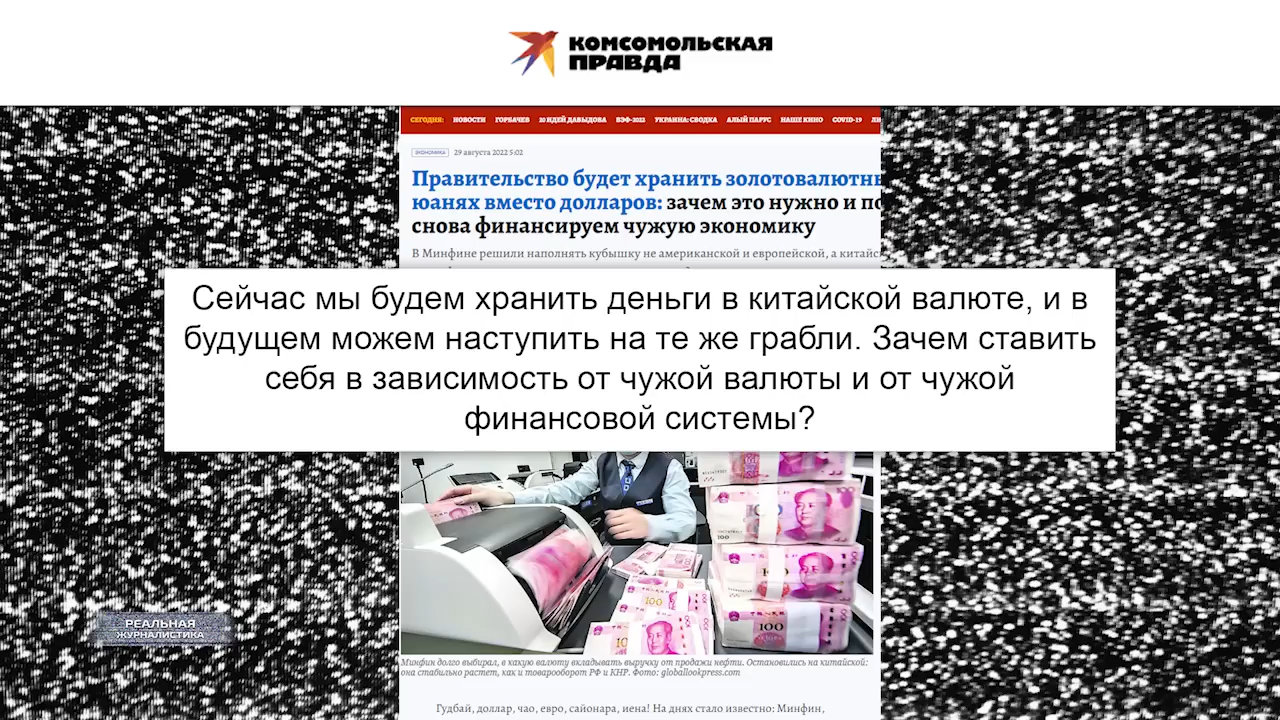 КОМСОМОЛЬСКАЯ
ПРАВДА
СЕГОДНЯ: НОВОСТИ ГОРБАЧЕВ 20 ИДЕЙ ДАВЫДОВА ВЭФ-2022 УКРАИНА: СВОДКА АЛЫЙ ПАРУС НАШЕ КИНО COVID-19
ЭКОНОМИКА 29 августа 2022 5:02
Правительство будет хранить
юанях вместо долларов: зачем это нужно и
снова финансируем чужую экономику
В Минфине решили наполнять кубышку не американской и европейской, а
Сейчас мы будем хранить деньги в китайской валюте, и в
будущем можем наступить на те же грабли. Зачем ставить
себя в зависимость от чужой валюты и от чужой
финансовой системы?
100
100
100
РЕАЛЬНАЯ
ЖУРНАЛИСТИКА
Минфин долго выбирал, в какую валюту вкладывать выручку от продажи нефти. Остановились на китайской:
она стабильно растет, как и товарооборот РФ и КНР. Фото: globallookpress.com
Гудбай, доллар, чао, евро, сайонара, иена! На днях стало известно: Минфин,